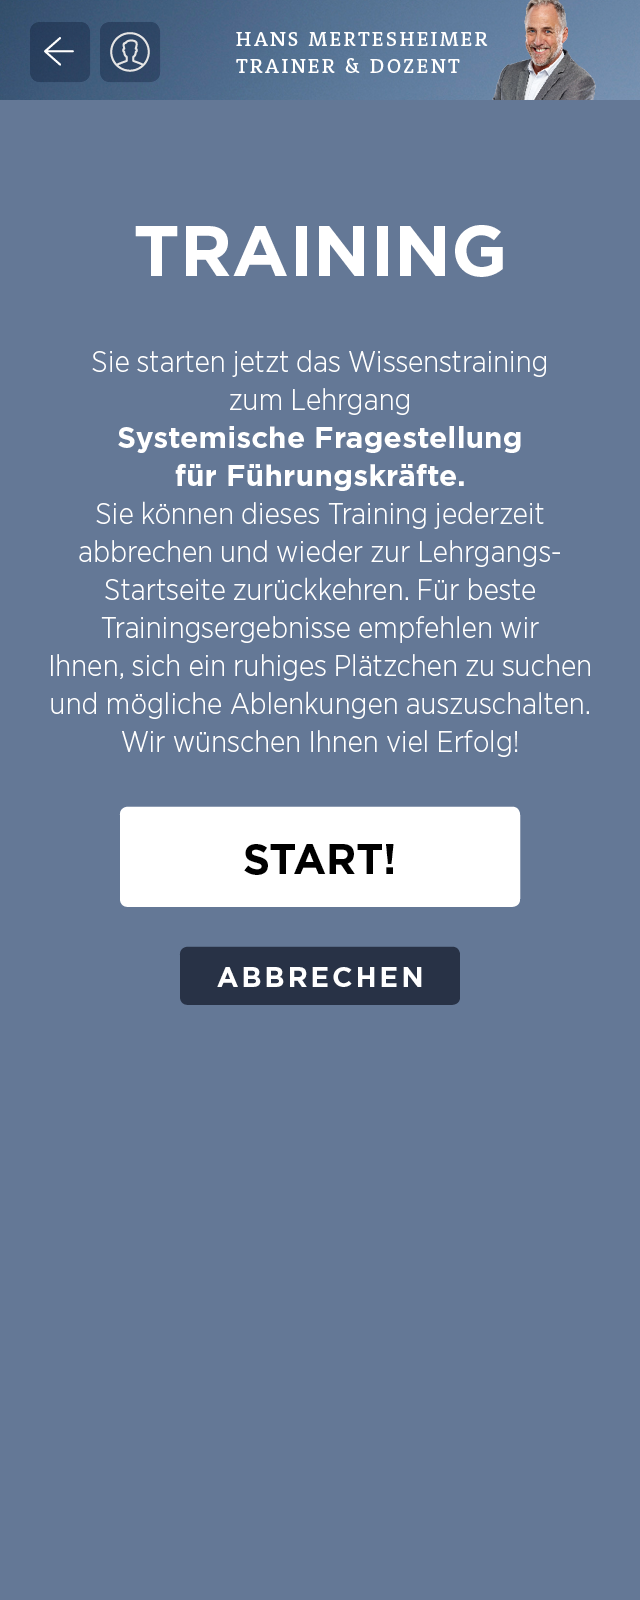 HANS MERTESHEIMER
TRAINER & DOZENT
TRAINING
Sie starten jetzt das Wissenstraining
zum Lehrgang
Systemische Fragestellung
für Führungskräfte.
Sie können dieses Training jederzeit
abbrechen und wieder zur Lehrgangs-
Startseite zurückkehren. Für beste
Trainingsergebnisse empfehlen wir
Ihnen, sich ein ruhiges Plätzchen zu suchen
und mögliche Ablenkungen auszuschalten.
Wir wünschen Ihnen viel Erfolg!
START!
ABBRECHEN